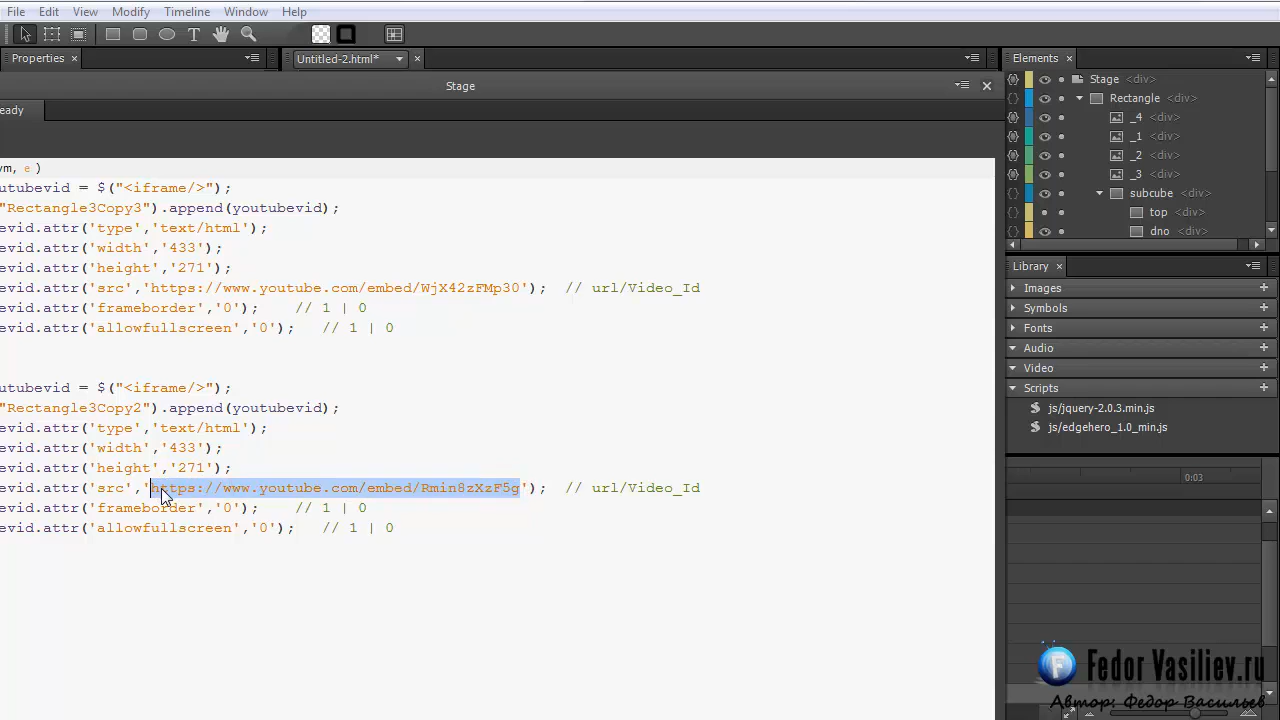 File Edit View Modify Timeline Window Help
Properties × Untitled-2.html* × Elements ×
Stage
Stage <div>
Rectangle <div>
eady
_4 <div>
_1 <div>
_2 <div>
_3 <div>
ym, e )
utubevid = $("<iframe/>");
subcube <div>
"Rectangle3Copy3").append(youtubevid);
top <div>
evid.attr('type','text/html');
dno <div>
evid.attr('width','433');
evid.attr('height','271');
Library ×
evid.attr('src','https://www.youtube.com/embed/WjX42zFMp30'); // url/Video_Id
Images +
evid.attr('frameborder','0'); // 1 | 0
Symbols +
evid.attr('allowfullscreen','0'); // 1 | 0
Fonts +
Audio +
Video +
utubevid = $("<iframe/>");
Scripts +
"Rectangle3Copy2").append(youtubevid);
js/jquery-2.0.3.min.js
evid.attr('type','text/html');
js/edgehero_1.0_min.js
evid.attr('width','433');
evid.attr('height','271');
0:03
evid.attr('src','https://www.youtube.com/embed/Rmin8zXzF5g'); // url/Video_Id
evid.attr('frameborder','0'); // 1 | 0
evid.attr('allowfullscreen','0'); // 1 | 0
Fedor Vasiliev.ru
Автор: Федор Васильев